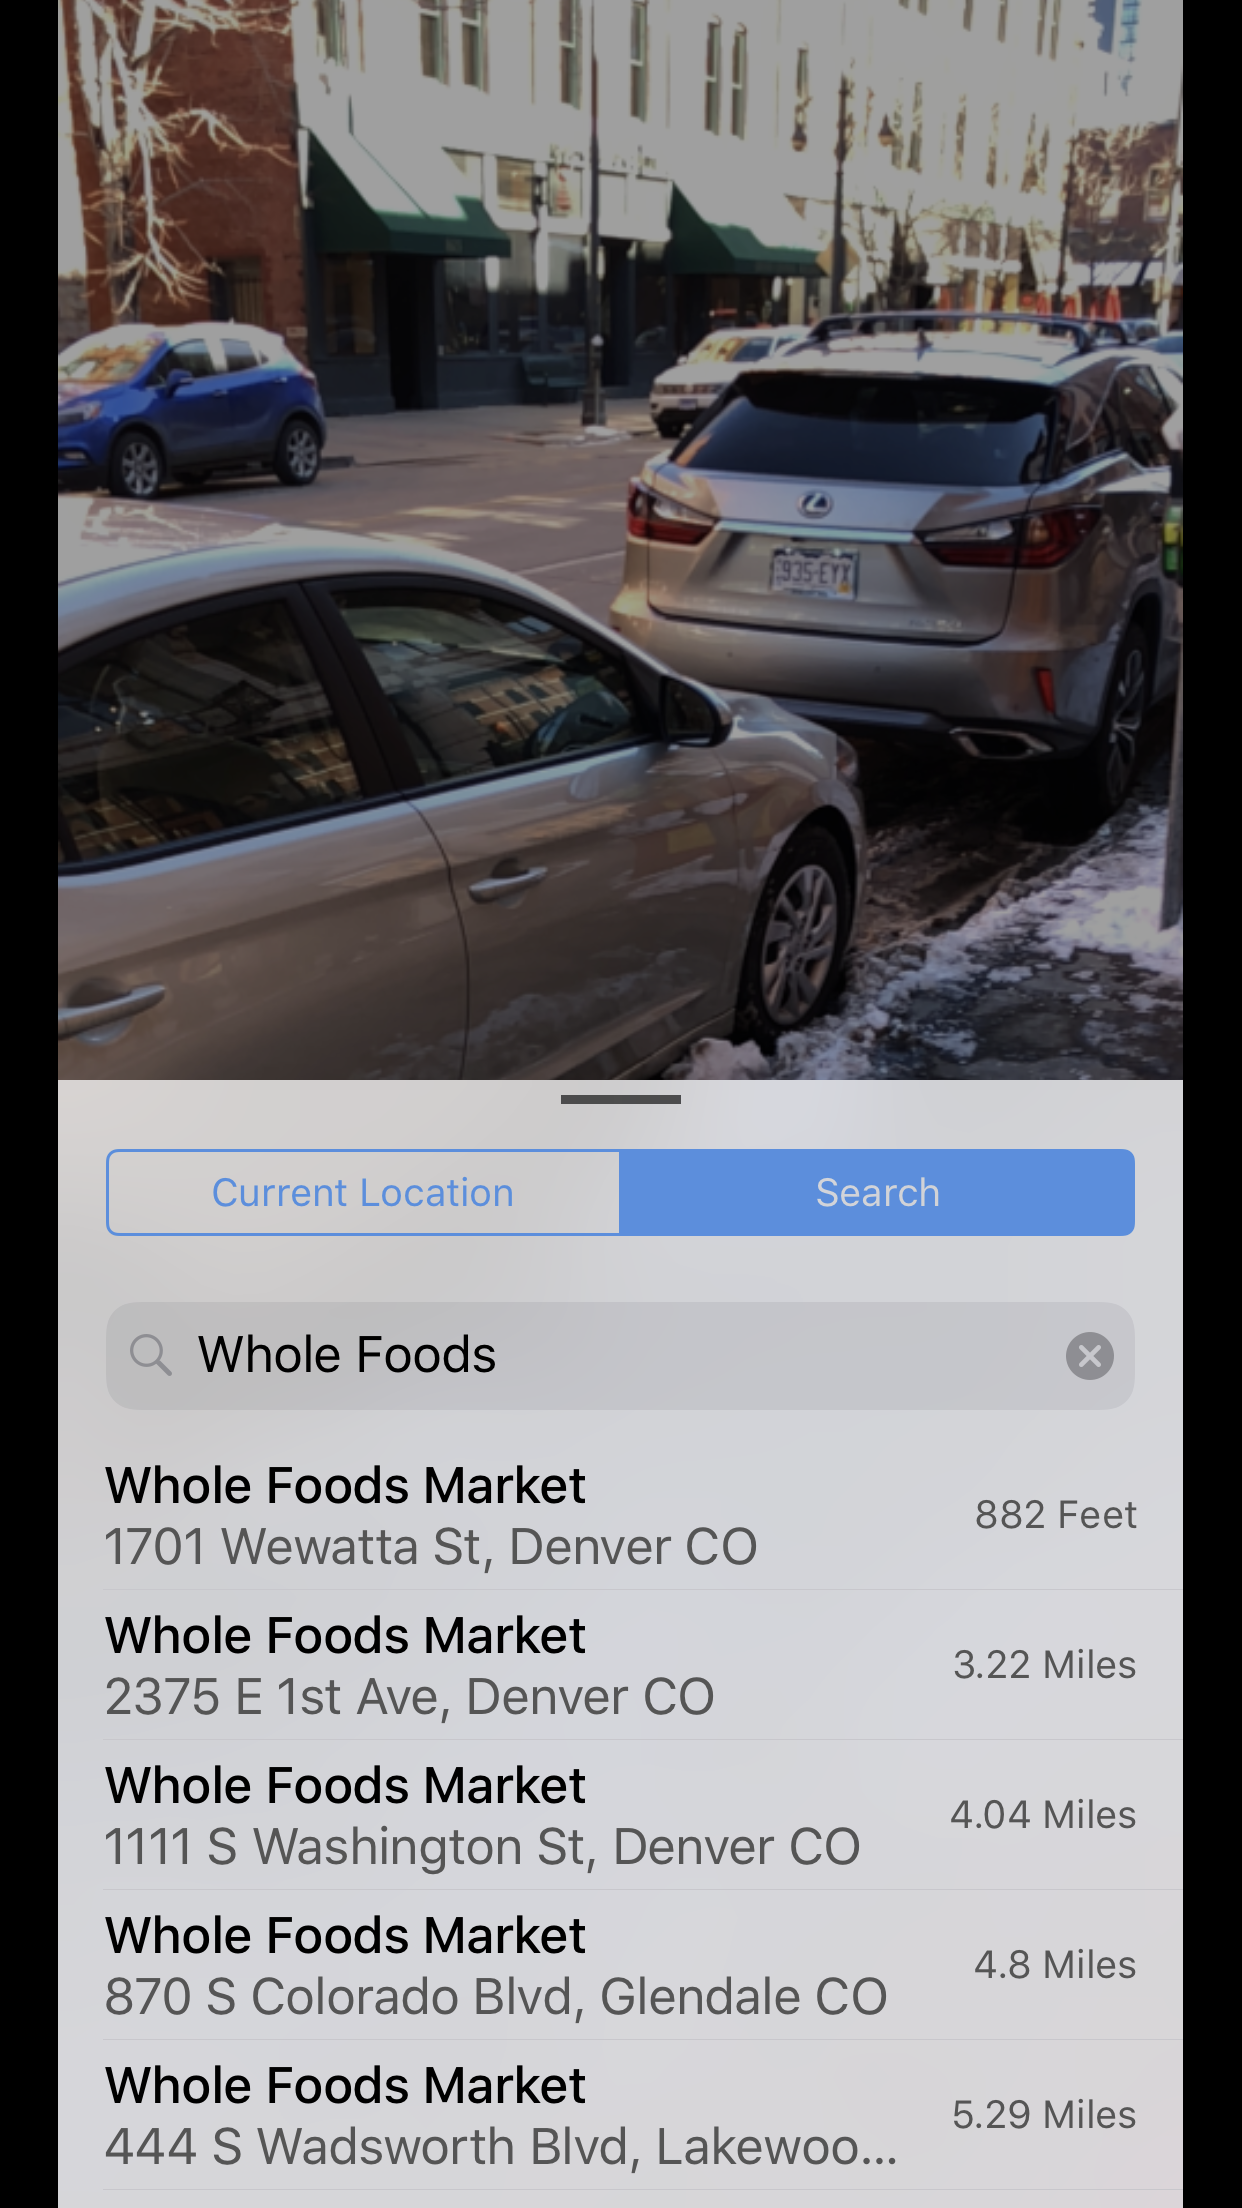 935-EYX
Current Location
Search
Whole Foods
Whole Foods Market
1701 Wewatta St, Denver CO
882 Feet
Whole Foods Market
2375 E 1st Ave, Denver CO
3.22 Miles
Whole Foods Market
1111 S Washington St, Denver CO
4.04 Miles
Whole Foods Market
870 S Colorado Blvd, Glendale CO
4.8 Miles
Whole Foods Market
444 S Wadsworth Blvd, Lakewoo...
5.29 Miles